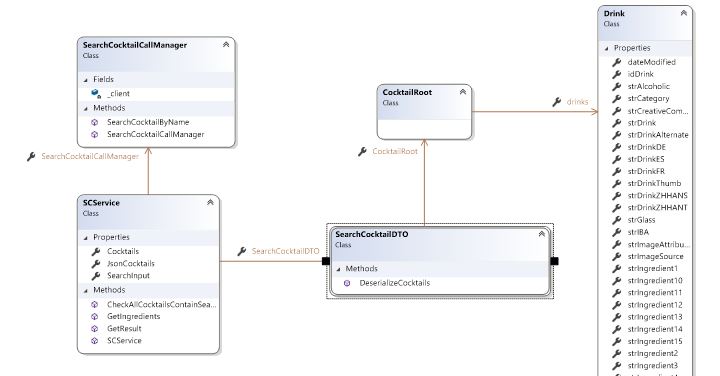 SearchCocktailCallManager
Class
Fields
_client
Methods
SearchCocktailByName
SearchCocktailCallManager
SearchCocktailCallManager
SCService
Class
Properties
Cocktails
JsonCocktails
SearchInput
Methods
CheckAllCocktailsContainSea...
GetIngredients
GetResult
SCService
SearchCocktailDTO
CocktailRoot
Class
CocktailRoot
drinks
SearchCocktailDTO
Class
Methods
DeserializeCocktails
Drink
Class
Properties
dateModified
idDrink
strAlcoholic
strCategory
strCreativeCom...
strDrink
strDrinkAlternate
strDrinkDE
strDrinkES
strDrinkFR
strDrinkThumb
strDrinkZHHANS
strDrinkZHHANT
strGlass
strIBA
strImageAttribu...
strImageSource
strIngredient1
strIngredient10
strIngredient11
strIngredient12
strIngredient13
strIngredient14
strIngredient15
strIngredient2
strIngredient3